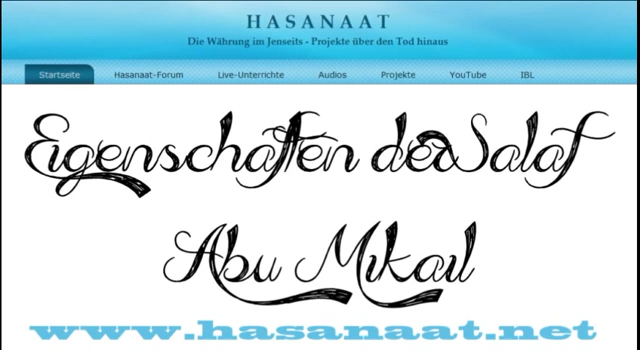 HASANAAT
Die Währung im Jenseits - Projekte über den Tod hinaus
Startseite Hasanaat-Forum Live-Unterrichte Audios Projekte YouTube IBL
Eigenschaften der Salaf
Abu Mikail
www.hasanaat.net